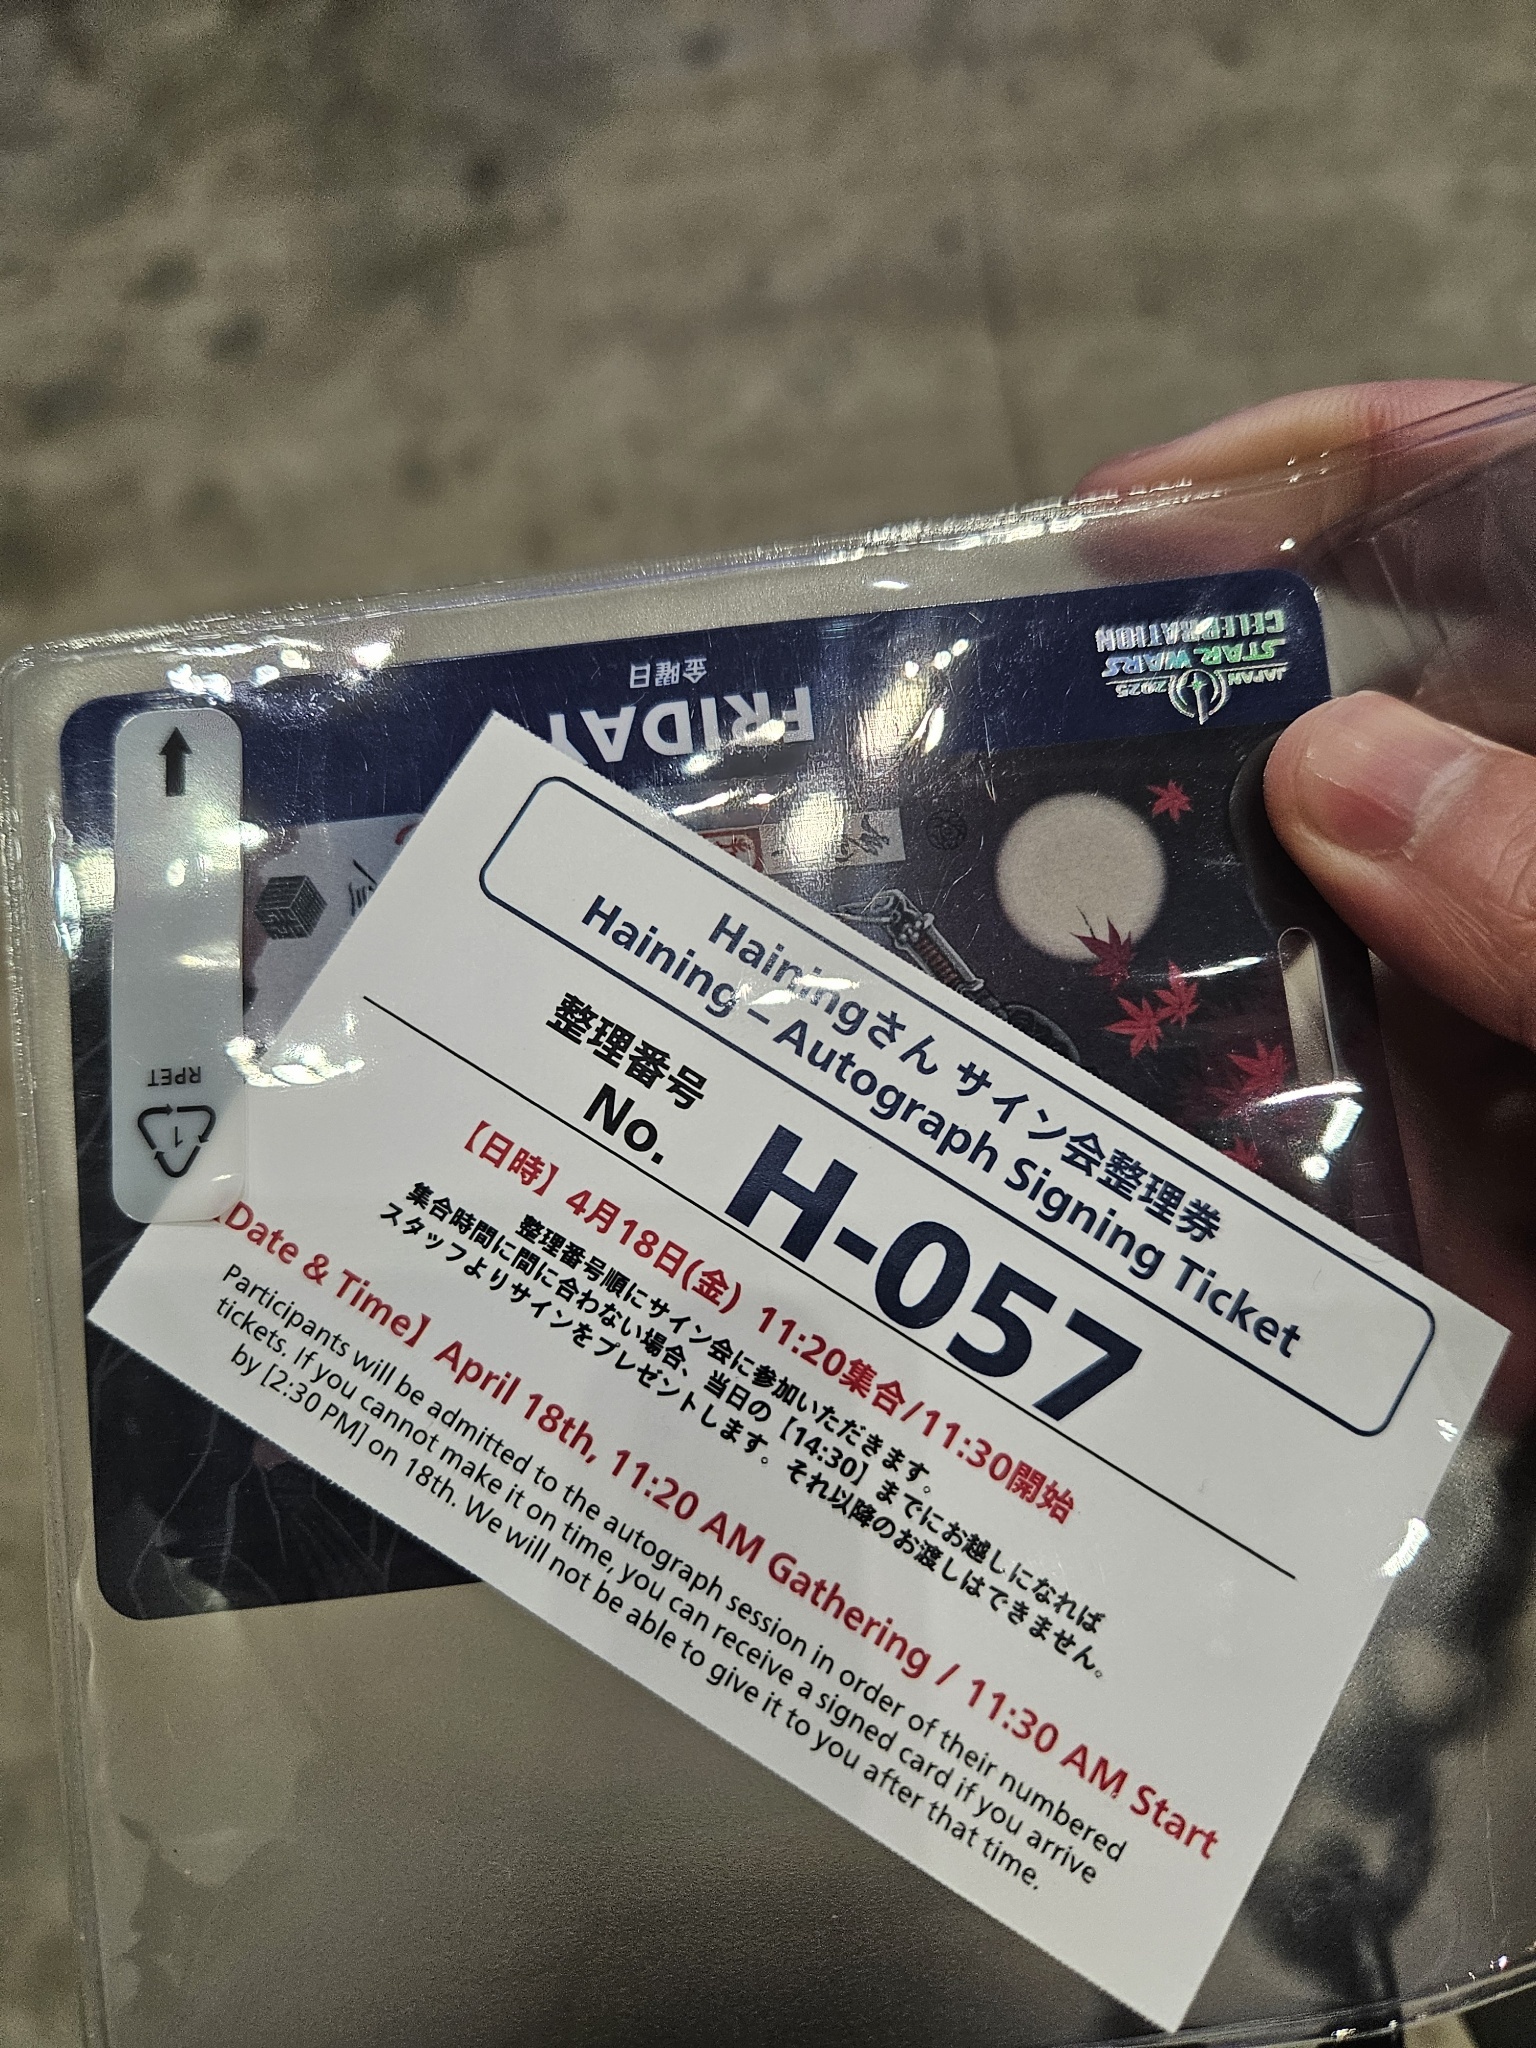 JAPAN
2025
STAR WARS
CELEBRATION
FRIDAY
金曜日
RPET
1
Hainingさん サイン会整理券
Haining – Autograph Signing Ticket
整理番号
No.
H-057
【日時】4月18日(金) 11:20集合/11:30開始
整理番号順にサイン会に参加いただきます。
集合時間に間に合わない場合、当日の【14:30】までにお越しになれば
スタッフよりサインをプレゼントします。それ以降のお渡しはできません。
【Date & Time】April 18th, 11:20 AM Gathering / 11:30 AM Start
Participants will be admitted to the autograph session in order of their numbered
tickets. If you cannot make it on time, you can receive a signed card if you arrive
by [2:30 PM] on 18th. We will not be able to give it to you after that time.